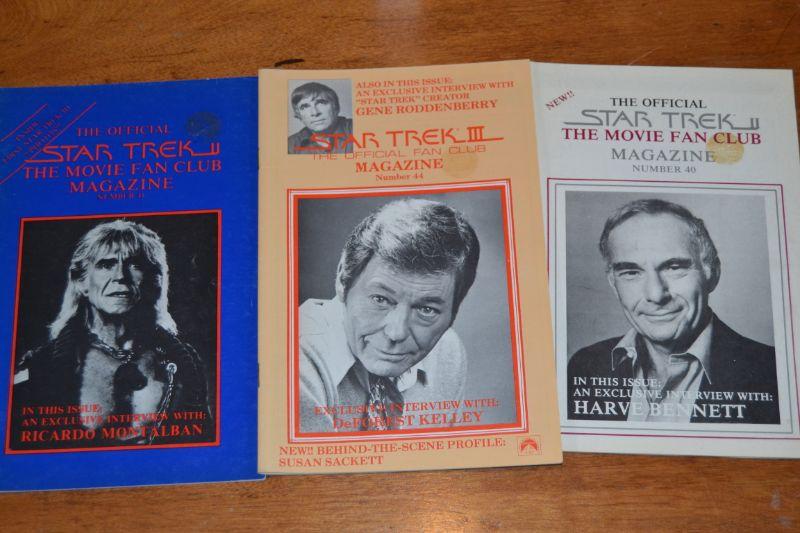 THE OFFICIAL
STAR TREK II
THE MOVIE FAN CLUB
MAGAZINE
NUMBER
IN THIS ISSUE:
AN EXCLUSIVE INTERVIEW WITH:
RICARDO MONTALBAN
ALSO IN THIS ISSUE:
AN EXCLUSIVE INTERVIEW WITH
"STAR TREK" CREATOR
GENE RODDENBERRY
STAR TREK III
THE OFFICIAL FAN CLUB
MAGAZINE
Number 44
EXCLUSIVE INTERVIEW WITH:
DeFOREST KELLEY
NEW!! BEHIND-THE-SCENE PROFILE:
SUSAN SACKETT
NEW!!
THE OFFICIAL
STAR TREK II
THE MOVIE FAN CLUB
MAGAZINE
NUMBER 40
IN THIS ISSUE:
AN EXCLUSIVE INTERVIEW WITH:
HARVE BENNETT